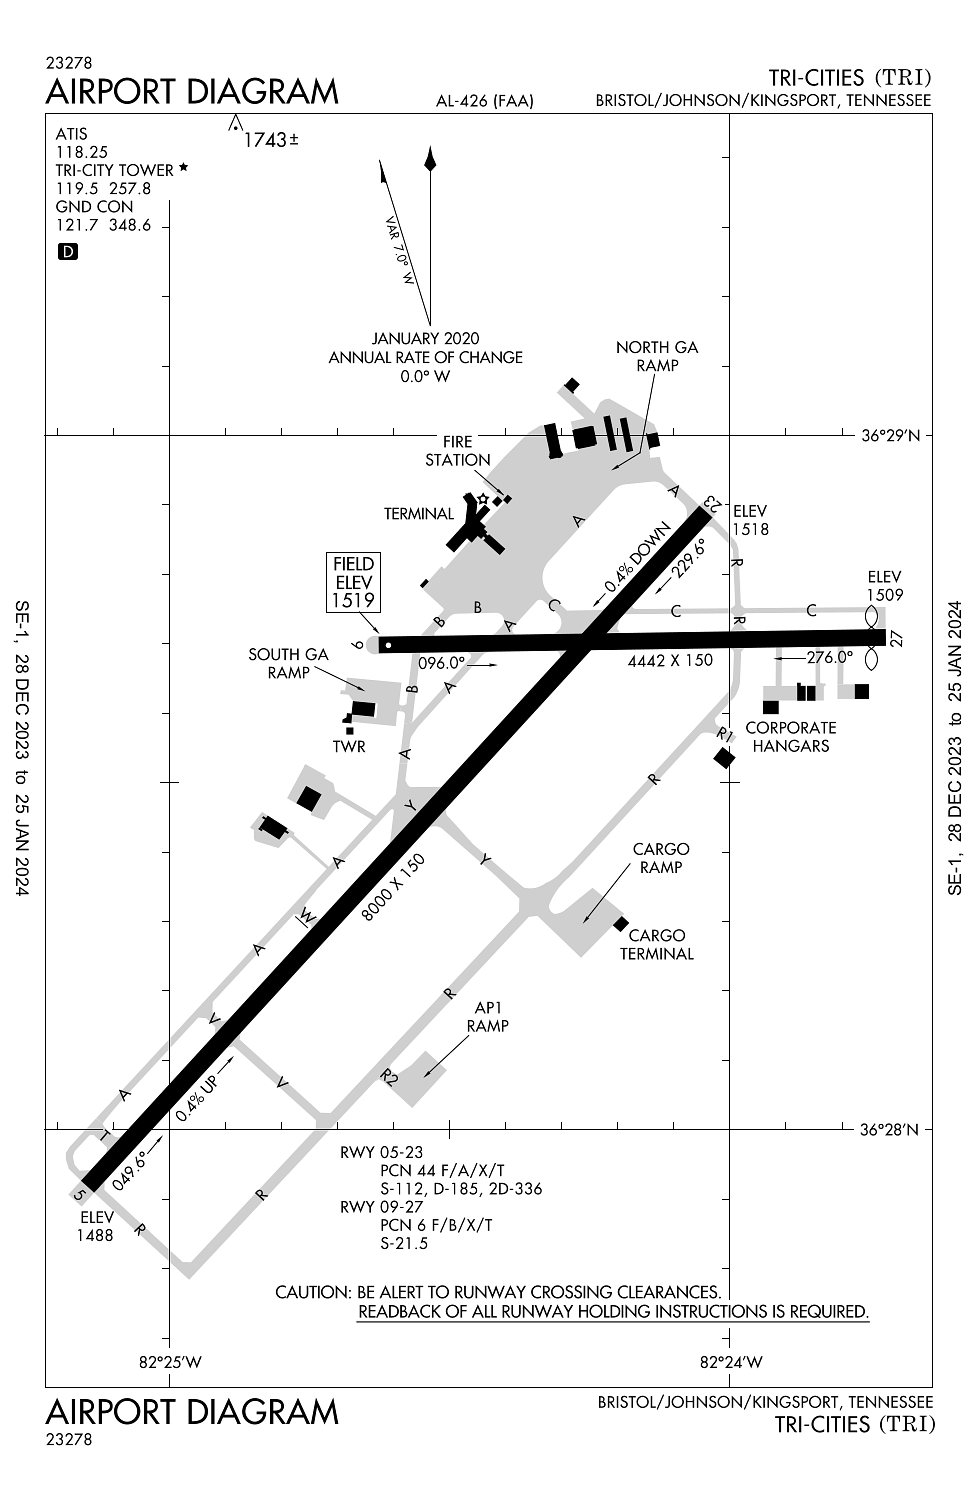 23278
AIRPORT DIAGRAM
AL-426 (FAA)
TRI-CITIES (TRI)
BRISTOL/JOHNSON/KINGSPORT, TENNESSEE
ATIS
118.25
TRI-CITY TOWER ★
119.5 257.8
GND CON
121.7 348.6
D
1743±
VAR 7.0° W
JANUARY 2020
ANNUAL RATE OF CHANGE
0.0° W
NORTH GA
RAMP
36°29'N
FIRE
STATION
TERMINAL
A
A
23
ELEV
1518
0.4% DOWN
229.6°
R
FIELD
ELEV
1519
ELEV
1509
B
B
A
C
C
C
R
9
27
096.0°
4442 X 150
276.0°
SOUTH GA
RAMP
B
A
TWR
CORPORATE
HANGARS
R1
A
R
Y
Y
A
8000 X 150
CARGO
RAMP
W
A
CARGO
TERMINAL
R
AP1
RAMP
V
V
R2
A
0.4% UP
T
049.6°
36°28'N
5
ELEV
1488
R
R
RWY 05-23
PCN 44 F/A/X/T
S-112, D-185, 2D-336
RWY 09-27
PCN 6 F/B/X/T
S-21.5
CAUTION: BE ALERT TO RUNWAY CROSSING CLEARANCES.
READBACK OF ALL RUNWAY HOLDING INSTRUCTIONS IS REQUIRED.
82°25'W
82°24'W
SE-1, 28 DEC 2023 to 25 JAN 2024
SE-1, 28 DEC 2023 to 25 JAN 2024
AIRPORT DIAGRAM
23278
BRISTOL/JOHNSON/KINGSPORT, TENNESSEE
TRI-CITIES (TRI)